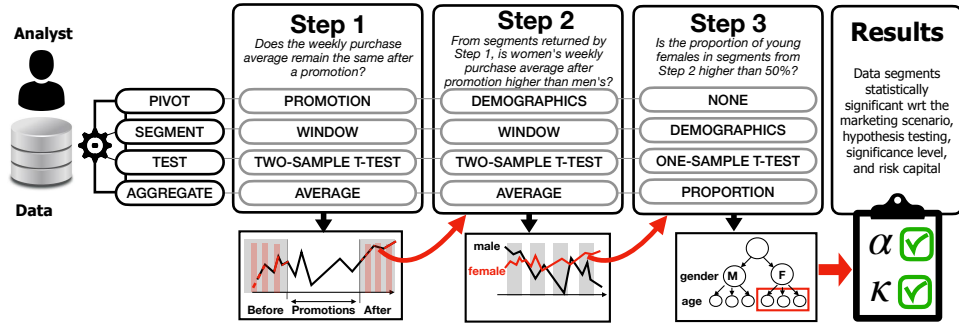 Analyst
Data
PIVOT
SEGMENT
TEST
AGGREGATE
Step 1
Does the weekly purchase
average remain the same after
a promotion?
PROMOTION
WINDOW
TWO-SAMPLE T-TEST
AVERAGE
Before
Promotions
After
Step 2
From segments returned by
Step 1, is women's weekly
purchase average after
promotion higher than men's?
DEMOGRAPHICS
WINDOW
TWO-SAMPLE T-TEST
AVERAGE
male
female
Step 3
Is the proportion of young
females in segments from
Step 2 higher than 50%?
NONE
DEMOGRAPHICS
ONE-SAMPLE T-TEST
PROPORTION
gender
M
F
age
Results
Data segments
statistically
significant wrt the
marketing scenario,
hypothesis testing,
significance level,
and risk capital
α
κ